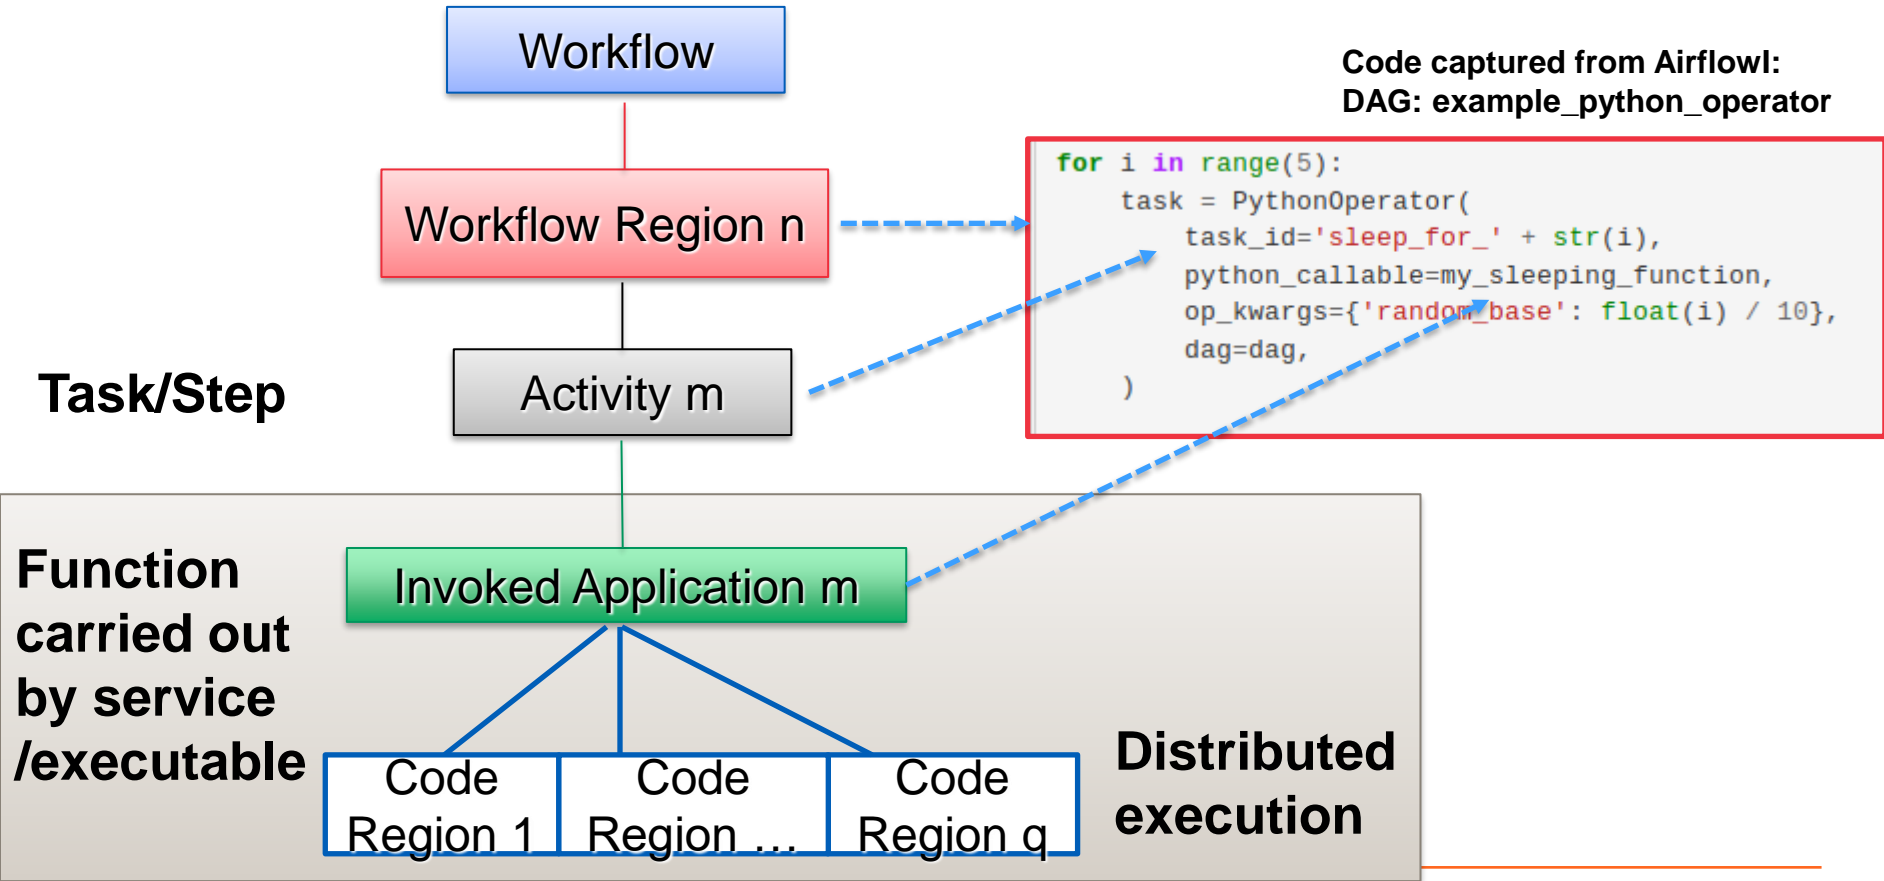 Workflow
Code captured from Airflowl:
DAG: example_python_operator
Workflow Region n
for i in range(5):
    task = PythonOperator(
        task_id='sleep_for_' + str(i),
        python_callable=my_sleeping_function,
        op_kwargs={'random_base': float(i) / 10},
        dag=dag,
    )
Task/Step
Activity m
Function
carried out
by service
/executable
Invoked Application m
Code
Region 1
Code
Region …
Code
Region q
Distributed
execution